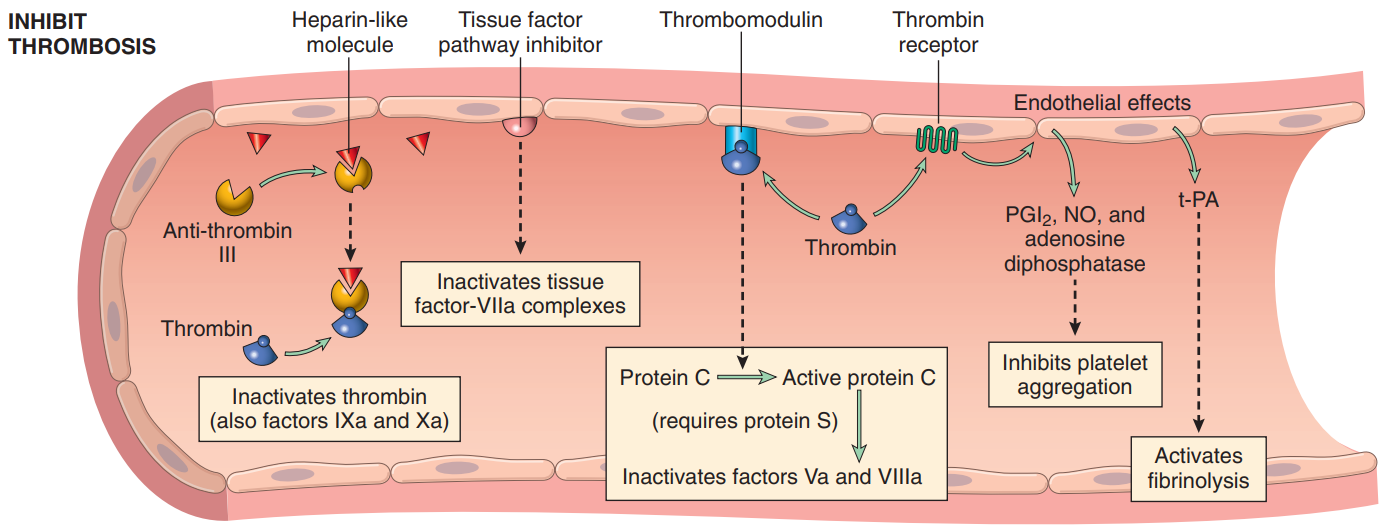 INHIBIT
THROMBOSIS
Heparin-like
molecule
Tissue factor
pathway inhibitor
Thrombomodulin
Thrombin
receptor
Endothelial effects
Anti-thrombin
III
Thrombin
Inactivates thrombin
(also factors IXa and Xa)
Inactivates tissue
factor-VIIa complexes
Thrombin
Protein C
Active protein C
(requires protein S)
Inactivates factors Va and VIIIa
PGI₂, NO, and
adenosine
diphosphatase
Inhibits platelet
aggregation
t-PA
Activates
fibrinolysis